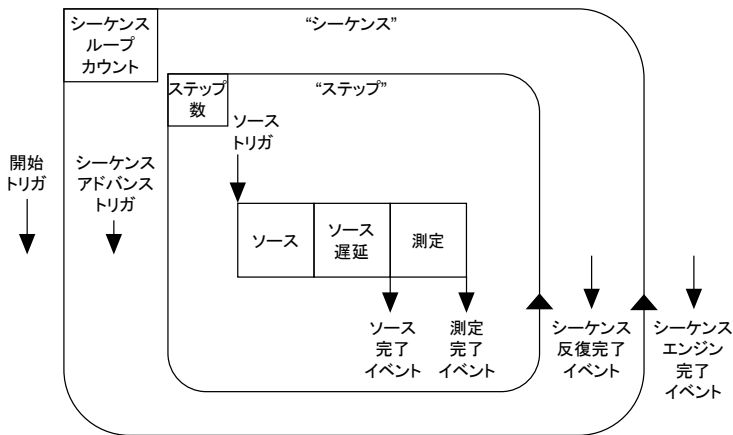 シーケンス
ループ
カウント
“シーケンス”
ステップ
数
“ステップ”
ソース
トリガ
開始
トリガ
シーケンス
アドバンス
トリガ
ソース
ソース
遅延
測定
ソース
完了
イベント
測定
完了
イベント
シーケンス
反復完了
イベント
シーケンス
エンジン
完了
イベント